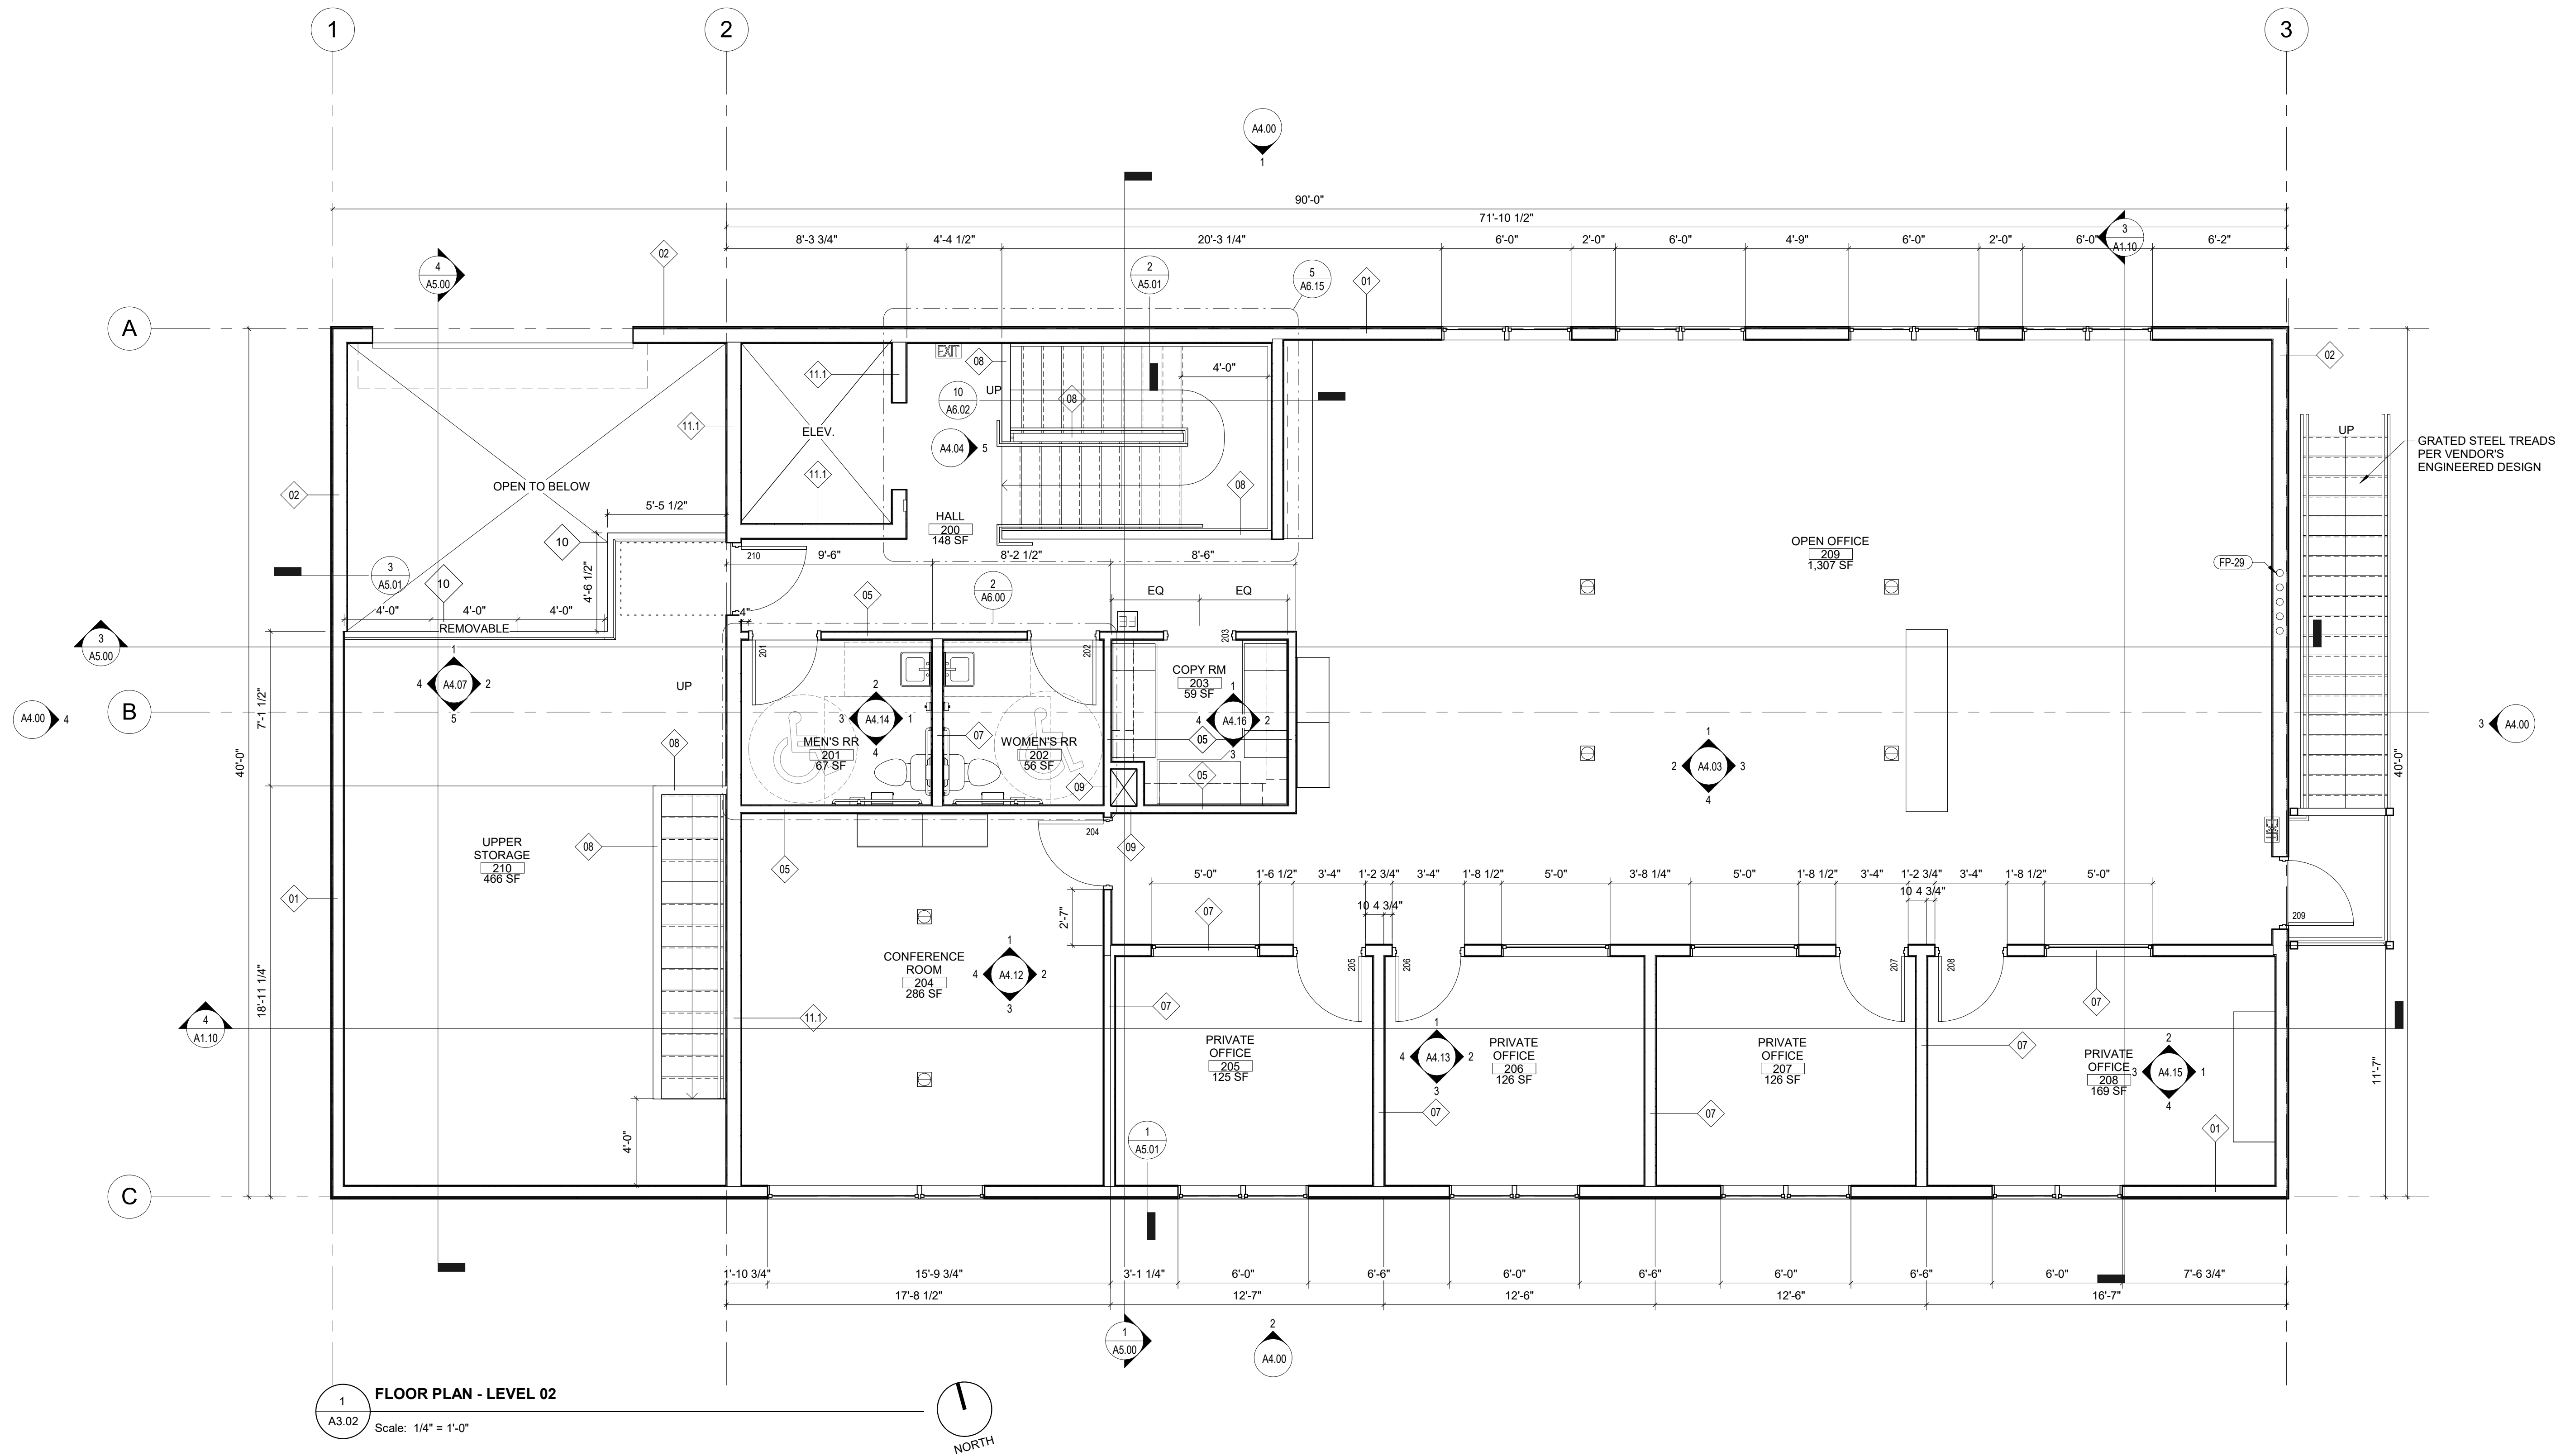 1
2
3
A4.00
1
90'-0"
71'-10 1/2"
8'-3 3/4"
4'-4 1/2"
20'-3 1/4"
6'-0"
2'-0"
6'-0"
4'-9"
6'-0"
2'-0"
6'-0"
6'-2"
3
A1.10
02
4
A5.00
2
A5.01
5
A6.15
01
A
EXIT
08
11.1
UP
4'-0"
02
10
A6.02
08
11.1
ELEV.
UP
GRATED STEEL TREADS
PER VENDOR'S
ENGINEERED DESIGN
A4.04
5
11.1
OPEN TO BELOW
02
08
5'-5 1/2"
HALL
200
148 SF
10
210
9'-6"
8'-2 1/2"
8'-6"
OPEN OFFICE
209
1,307 SF
FP-29
3
A5.01
10
4'-6 1/2"
2
A6.00
05
EQ
EQ
4'-0"
4'-0"
4'-0"
4"
REMOVABLE
3
A5.00
201
202
203
COPY RM
203
59 SF
1
4
A4.07
2
5
UP
2
3
A4.14
1
4
1
4
A4.16
2
3
A4.00
4
B
7'-1 1/2"
40'-0"
08
MEN'S RR
201
67 SF
07
WOMEN'S RR
202
56 SF
05
05
09
1
2
A4.03
3
4
3
A4.00
40'-0"
EXIT
UPPER
STORAGE
210
466 SF
08
05
204
09
01
5'-0"
1'-6 1/2"
3'-4"
1'-2 3/4"
3'-4"
1'-8 1/2"
5'-0"
3'-8 1/4"
5'-0"
1'-8 1/2"
3'-4"
1'-2 3/4"
3'-4"
1'-8 1/2"
5'-0"
10 4 3/4"
10 4 3/4"
07
2'-7"
209
CONFERENCE
ROOM
204
286 SF
1
4
A4.12
2
3
205
206
207
208
18'-11 1/4"
4
A1.10
11.1
07
07
07
PRIVATE
OFFICE
205
125 SF
1
4
A4.13
2
3
PRIVATE
OFFICE
206
126 SF
PRIVATE
OFFICE
207
126 SF
PRIVATE
OFFICE
208
169 SF
2
3
A4.15
1
4
11'-7"
07
07
01
4'-0"
1
A5.01
C
1'-10 3/4"
15'-9 3/4"
3'-1 1/4"
6'-0"
6'-6"
6'-0"
6'-6"
6'-0"
6'-6"
6'-0"
7'-6 3/4"
17'-8 1/2"
12'-7"
12'-6"
12'-6"
16'-7"
1
A5.00
2
A4.00
1
A3.02
FLOOR PLAN - LEVEL 02
Scale: 1/4" = 1'-0"
NORTH